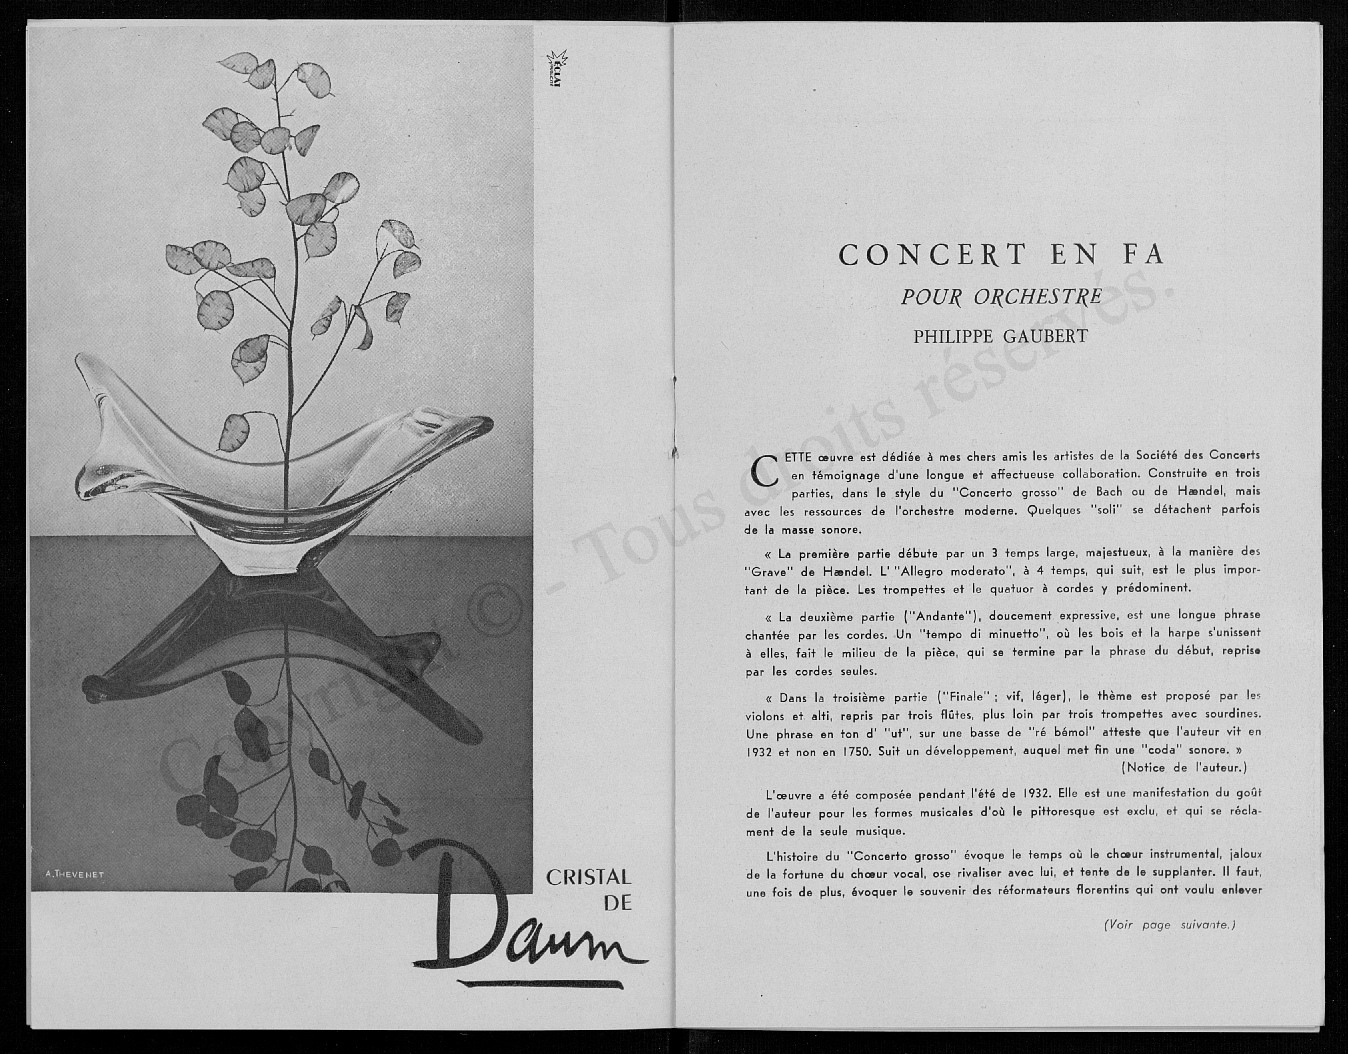 ÉCLAT
A. THEVENET
CRISTAL
DE
Daum
CONCERT EN FA
POUR ORCHESTRE
PHILIPPE GAUBERT
CETTE œuvre est dédiée à mes chers amis les artistes de la Société des Concerts
en témoignage d'une longue et affectueuse collaboration. Construite en trois
parties, dans le style du "Concerto grosso" de Bach ou de Hændel, mais
avec les ressources de l'orchestre moderne. Quelques "soli" se détachent parfois
de la masse sonore.
« La première partie débute par un 3 temps large, majestueux, à la manière des
"Grave" de Hændel. L' "Allegro moderato", à 4 temps, qui suit, est le plus impor-
tant de la pièce. Les trompettes et le quatuor à cordes y prédominent.
« La deuxième partie ("Andante"), doucement expressive, est une longue phrase
chantée par les cordes. Un "tempo di minuetto", où les bois et la harpe s'unissent
à elles, fait le milieu de la pièce, qui se termine par la phrase du début, reprise
par les cordes seules.
« Dans la troisième partie ("Finale" ; vif, léger), le thème est proposé par les
violons et alti, repris par trois flûtes, plus loin par trois trompettes avec sourdines.
Une phrase en ton d' "ut", sur une basse de "ré bémol" atteste que l'auteur vit en
1932 et non en 1750. Suit un développement, auquel met fin une "coda" sonore. »
(Notice de l'auteur.)
L'œuvre a été composée pendant l'été de 1932. Elle est une manifestation du goût
de l'auteur pour les formes musicales d'où le pittoresque est exclu, et qui se récla-
ment de la seule musique.
L'histoire du "Concerto grosso" évoque le temps où le chœur instrumental, jaloux
de la fortune du chœur vocal, ose rivaliser avec lui, et tente de le supplanter. Il faut,
une fois de plus, évoquer le souvenir des réformateurs florentins qui ont voulu enlever
(Voir page suivante.)
© - Tous droits réservés.